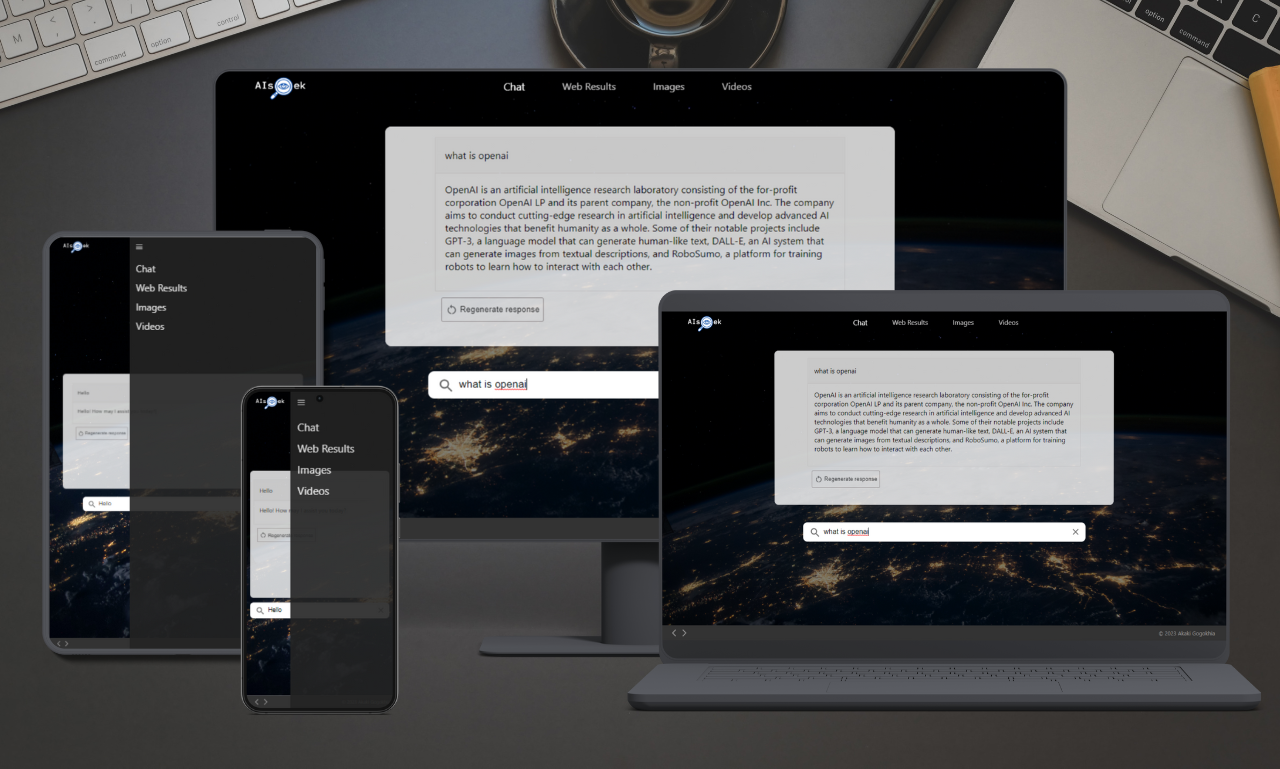 M
<
,
>
.
?
/
command
option
control
option
command
C
AIs ek
Chat
Web Results
Images
Videos
what is openai
OpenAI is an artificial intelligence research laboratory consisting of the for-profit
corporation OpenAI LP and its parent company, the non-profit OpenAI Inc. The company
aims to conduct cutting-edge research in artificial intelligence and develop advanced AI
technologies that benefit humanity as a whole. Some of their notable projects include
GPT-3, a language model that can generate human-like text, DALL-E, an AI system that
can generate images from textual descriptions, and RoboSumo, a platform for training
robots to learn how to interact with each other.
Regenerate response
what is openai
AIs ek
Chat
Web Results
Images
Videos
Hello
Hello! How may I assist
Regenerate response
Hello
AIs ek
Chat
Web Results
Images
Videos
Hello
Hello! How
Regenerat
Hello
AIs ek
Chat Web Results Images Videos
what is openai
OpenAI is an artificial intelligence research laboratory consisting of the for-profit
corporation OpenAI LP and its parent company, the non-profit OpenAI Inc. The company
aims to conduct cutting-edge research in artificial intelligence and develop advanced AI
technologies that benefit humanity as a whole. Some of their notable projects include
GPT-3, a language model that can generate human-like text, DALL-E, an AI system that
can generate images from textual descriptions, and RoboSumo, a platform for training
robots to learn how to interact with each other.
Regenerate response
what is openai
© 2023 Akaki Gogokhia